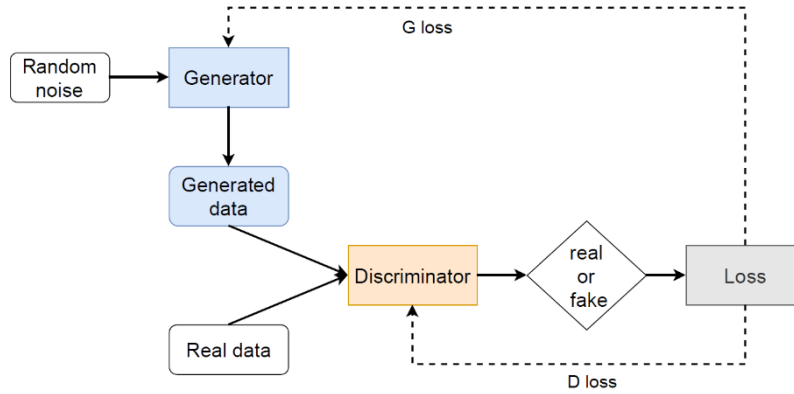 G loss
Random
noise
Generator
Generated
data
Discriminator
real
or
fake
Loss
Real data
D loss